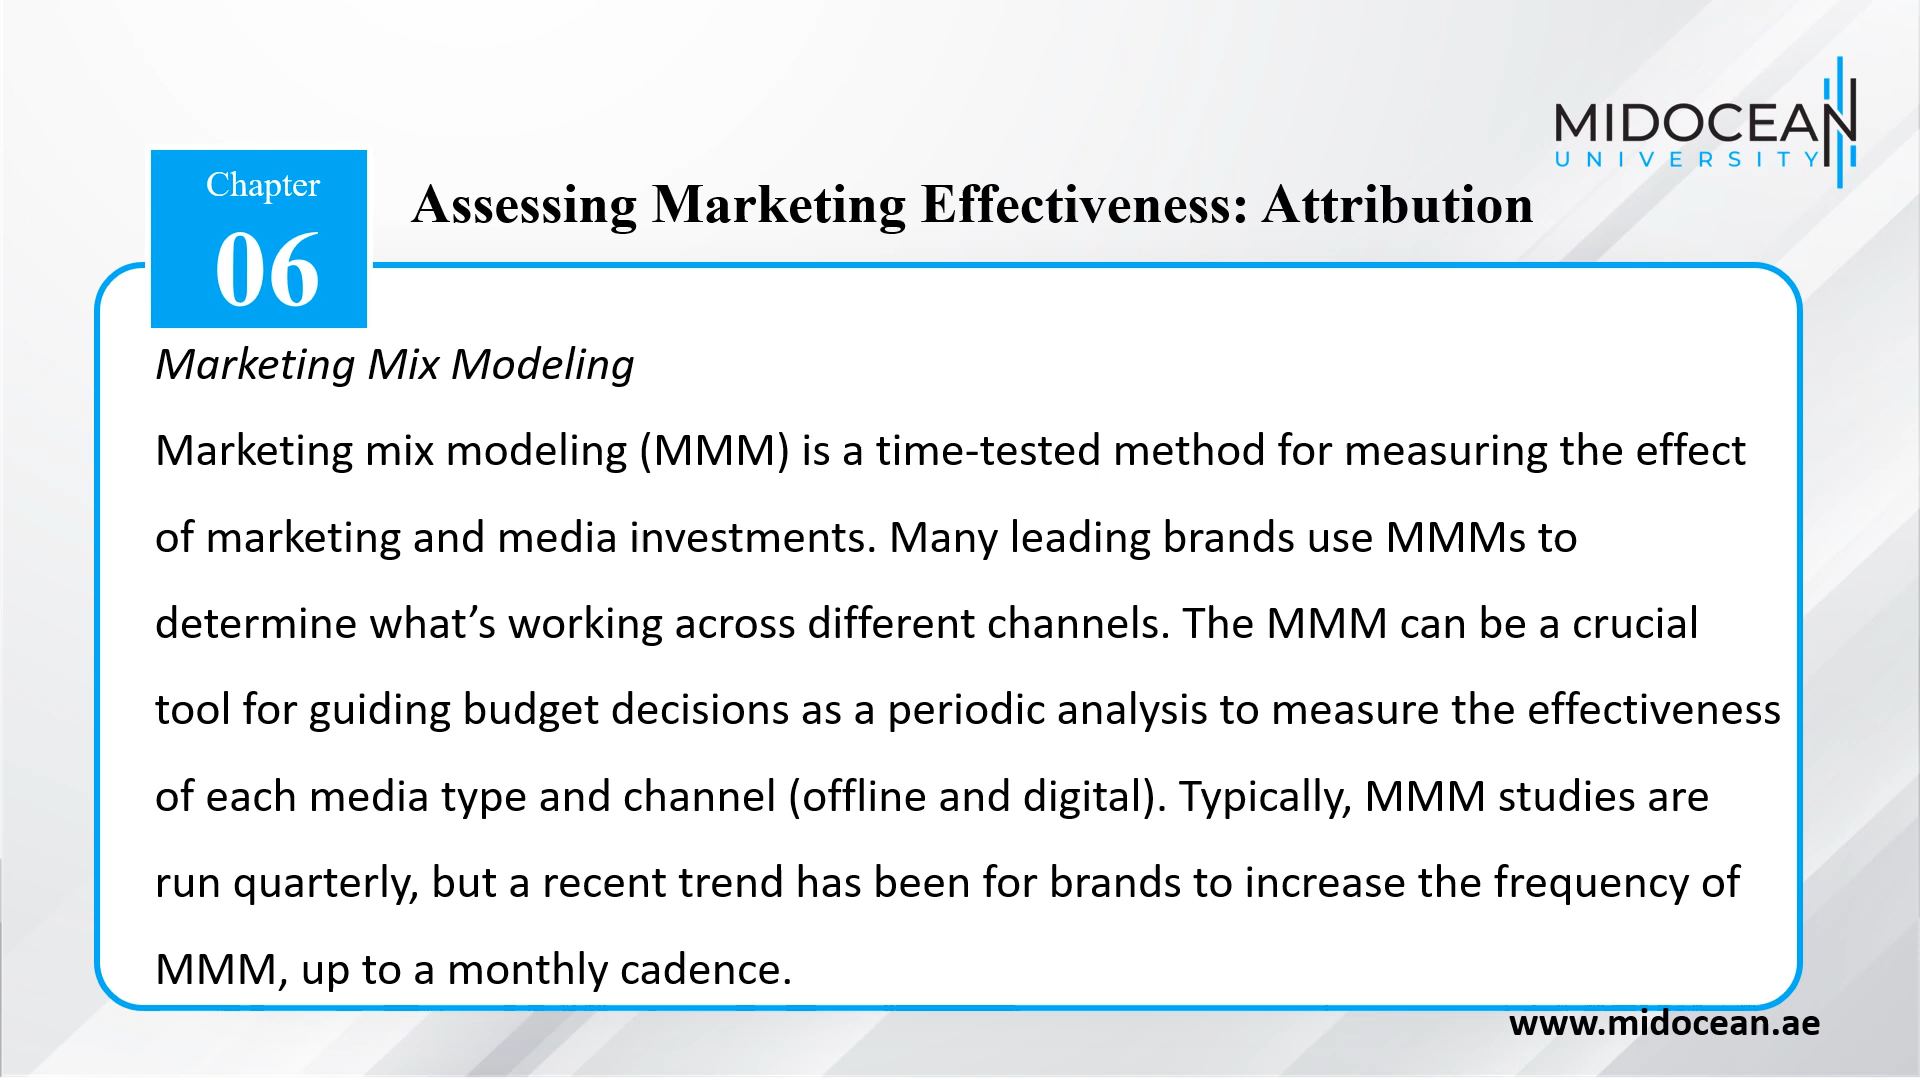 MIDOCEAN
UNIVERSITY
Chapter
06
Assessing Marketing Effectiveness: Attribution
Marketing Mix Modeling
Marketing mix modeling (MMM) is a time-tested method for measuring the effect
of marketing and media investments. Many leading brands use MMMs to
determine what’s working across different channels. The MMM can be a crucial
tool for guiding budget decisions as a periodic analysis to measure the effectiveness
of each media type and channel (offline and digital). Typically, MMM studies are
run quarterly, but a recent trend has been for brands to increase the frequency of
MMM, up to a monthly cadence.
www.midocean.ae